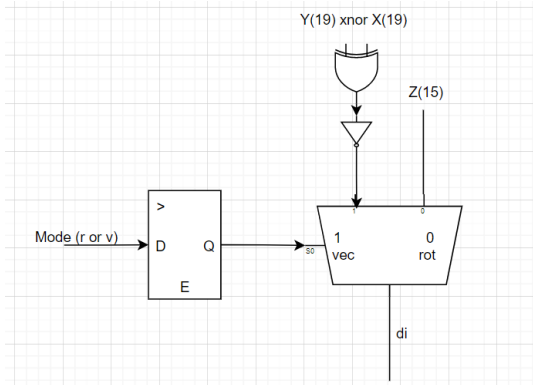 Y(19) xnor X(19)
Z(15)
>
Mode (r or v)
D
Q
E
1
0
S0
1
vec
0
rot
di